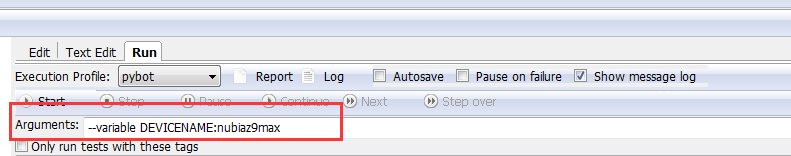 Edit Text Edit Run
Execution Profile: pybot Report Log Autosave Pause on failure Show message log
Start Stop Pause Continue Next Step over
Arguments: --variable DEVICENAME:nubiaz9max
Only run tests with these tags